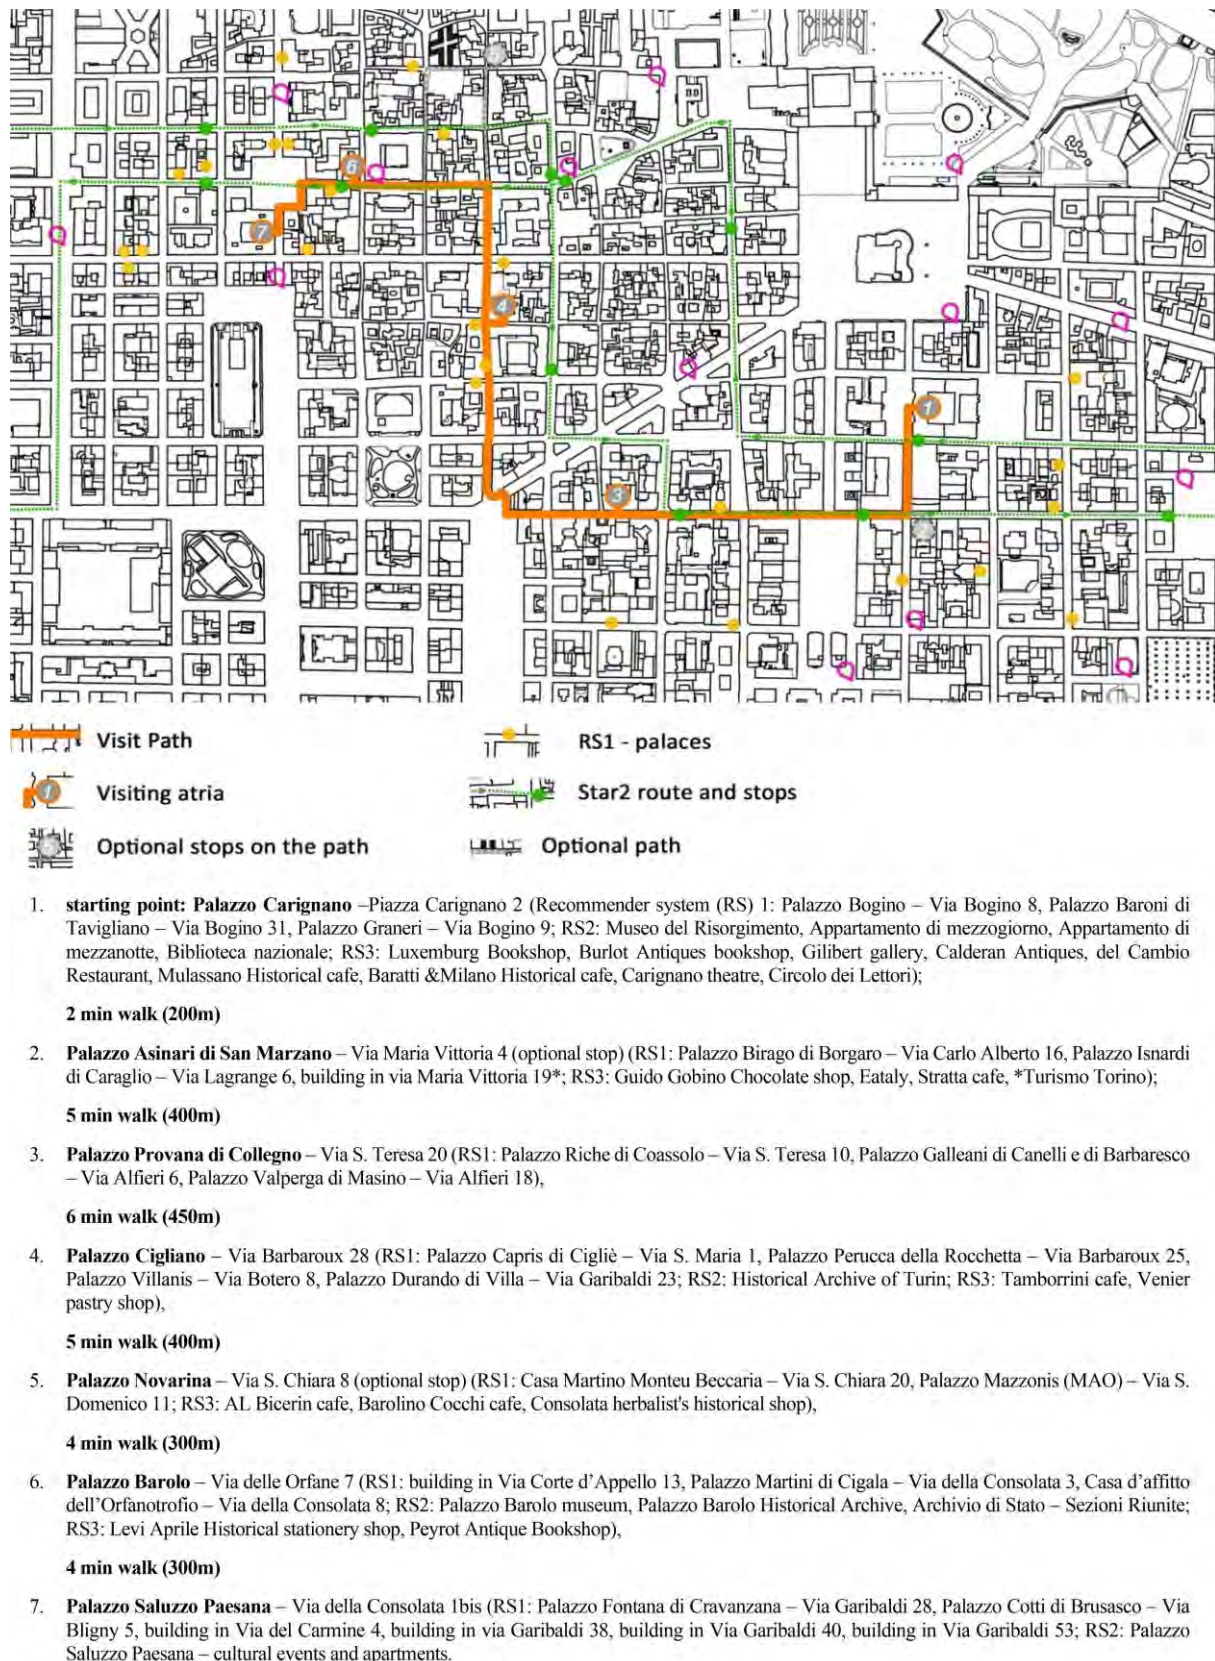 6
7
4
1
3
Visit Path
RS1 - palaces
1
Visiting atria
Star2 route and stops
Optional stops on the path
Optional path
1. starting point: Palazzo Carignano –Piazza Carignano 2 (Recommender system (RS) 1: Palazzo Bogino – Via Bogino 8, Palazzo Baroni di
Tavigliano – Via Bogino 31, Palazzo Graneri – Via Bogino 9; RS2: Museo del Risorgimento, Appartamento di mezzogiorno, Appartamento di
mezzanotte, Biblioteca nazionale; RS3: Luxemburg Bookshop, Burlot Antiques bookshop, Gilibert gallery, Calderan Antiques, del Cambio
Restaurant, Mulassano Historical cafe, Baratti &Milano Historical cafe, Carignano theatre, Circolo dei Lettori);
2 min walk (200m)
2. Palazzo Asinari di San Marzano – Via Maria Vittoria 4 (optional stop) (RS1: Palazzo Birago di Borgaro – Via Carlo Alberto 16, Palazzo Isnardi
di Caraglio – Via Lagrange 6, building in via Maria Vittoria 19*; RS3: Guido Gobino Chocolate shop, Eataly, Stratta cafe, *Turismo Torino);
5 min walk (400m)
3. Palazzo Provana di Collegno – Via S. Teresa 20 (RS1: Palazzo Riche di Coassolo – Via S. Teresa 10, Palazzo Galleani di Canelli e di Barbaresco
– Via Alfieri 6, Palazzo Valperga di Masino – Via Alfieri 18),
6 min walk (450m)
4. Palazzo Cigliano – Via Barbaroux 28 (RS1: Palazzo Capris di Cigliè – Via S. Maria 1, Palazzo Perucca della Rocchetta – Via Barbaroux 25,
Palazzo Villanis – Via Botero 8, Palazzo Durando di Villa – Via Garibaldi 23; RS2: Historical Archive of Turin; RS3: Tamborrini cafe, Venier
pastry shop),
5 min walk (400m)
5. Palazzo Novarina – Via S. Chiara 8 (optional stop) (RS1: Casa Martino Monteu Beccaria – Via S. Chiara 20, Palazzo Mazzonis (MAO) – Via S.
Domenico 11; RS3: AL Bicerin cafe, Barolino Cocchi cafe, Consolata herbalist's historical shop),
4 min walk (300m)
6. Palazzo Barolo – Via delle Orfane 7 (RS1: building in Via Corte d’Appello 13, Palazzo Martini di Cigala – Via della Consolata 3, Casa d’affitto
dell’Orfanotrofio – Via della Consolata 8; RS2: Palazzo Barolo museum, Palazzo Barolo Historical Archive, Archivio di Stato – Sezioni Riunite;
RS3: Levi Aprile Historical stationery shop, Peyrot Antique Bookshop),
4 min walk (300m)
7. Palazzo Saluzzo Paesana – Via della Consolata 1bis (RS1: Palazzo Fontana di Cravanzana – Via Garibaldi 28, Palazzo Cotti di Brusasco – Via
Bligny 5, building in Via del Carmine 4, building in via Garibaldi 38, building in Via Garibaldi 40, building in Via Garibaldi 53; RS2: Palazzo
Saluzzo Paesana – cultural events and apartments.